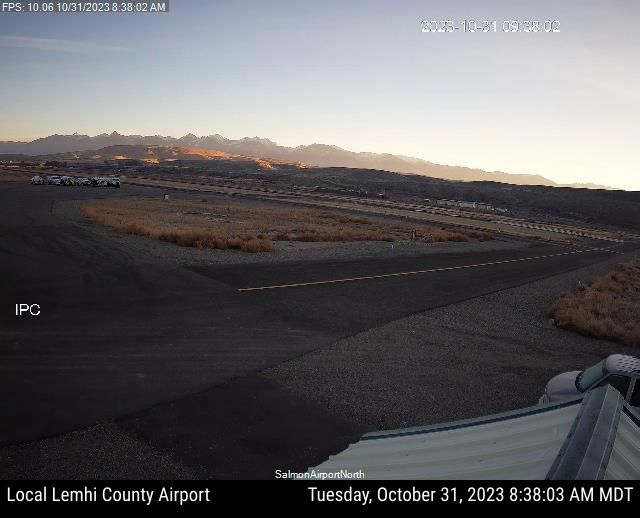 FPS: 10.06 10/31/2023 8:38:02 AM
2023-10-31 09:38:02
IPC
SalmonAirportNorth
Local Lemhi County Airport
Tuesday, October 31, 2023 8:38:03 AM MDT